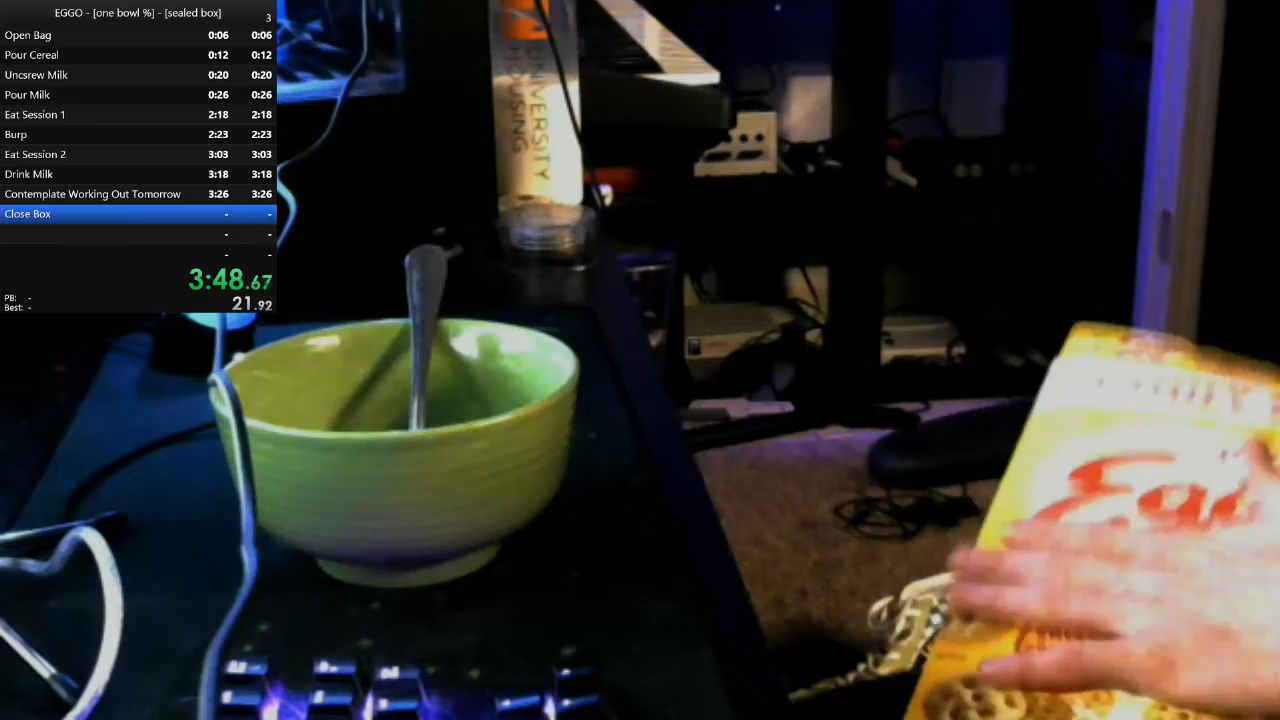 EGGO - [one bowl %] - [sealed box]
3
Open Bag 0:06 0:06
Pour Cereal 0:12 0:12
Uncsrew Milk 0:20 0:20
Pour Milk 0:26 0:26
Eat Session 1 2:18 2:18
Burp 2:23 2:23
Eat Session 2 3:03 3:03
Drink Milk 3:18 3:18
Contemplate Working Out Tomorrow 3:26 3:26
Close Box - -
- -
- -
3:48.67
PB: - 
Best: - 21.92
UNIVERSITY
HOUSING